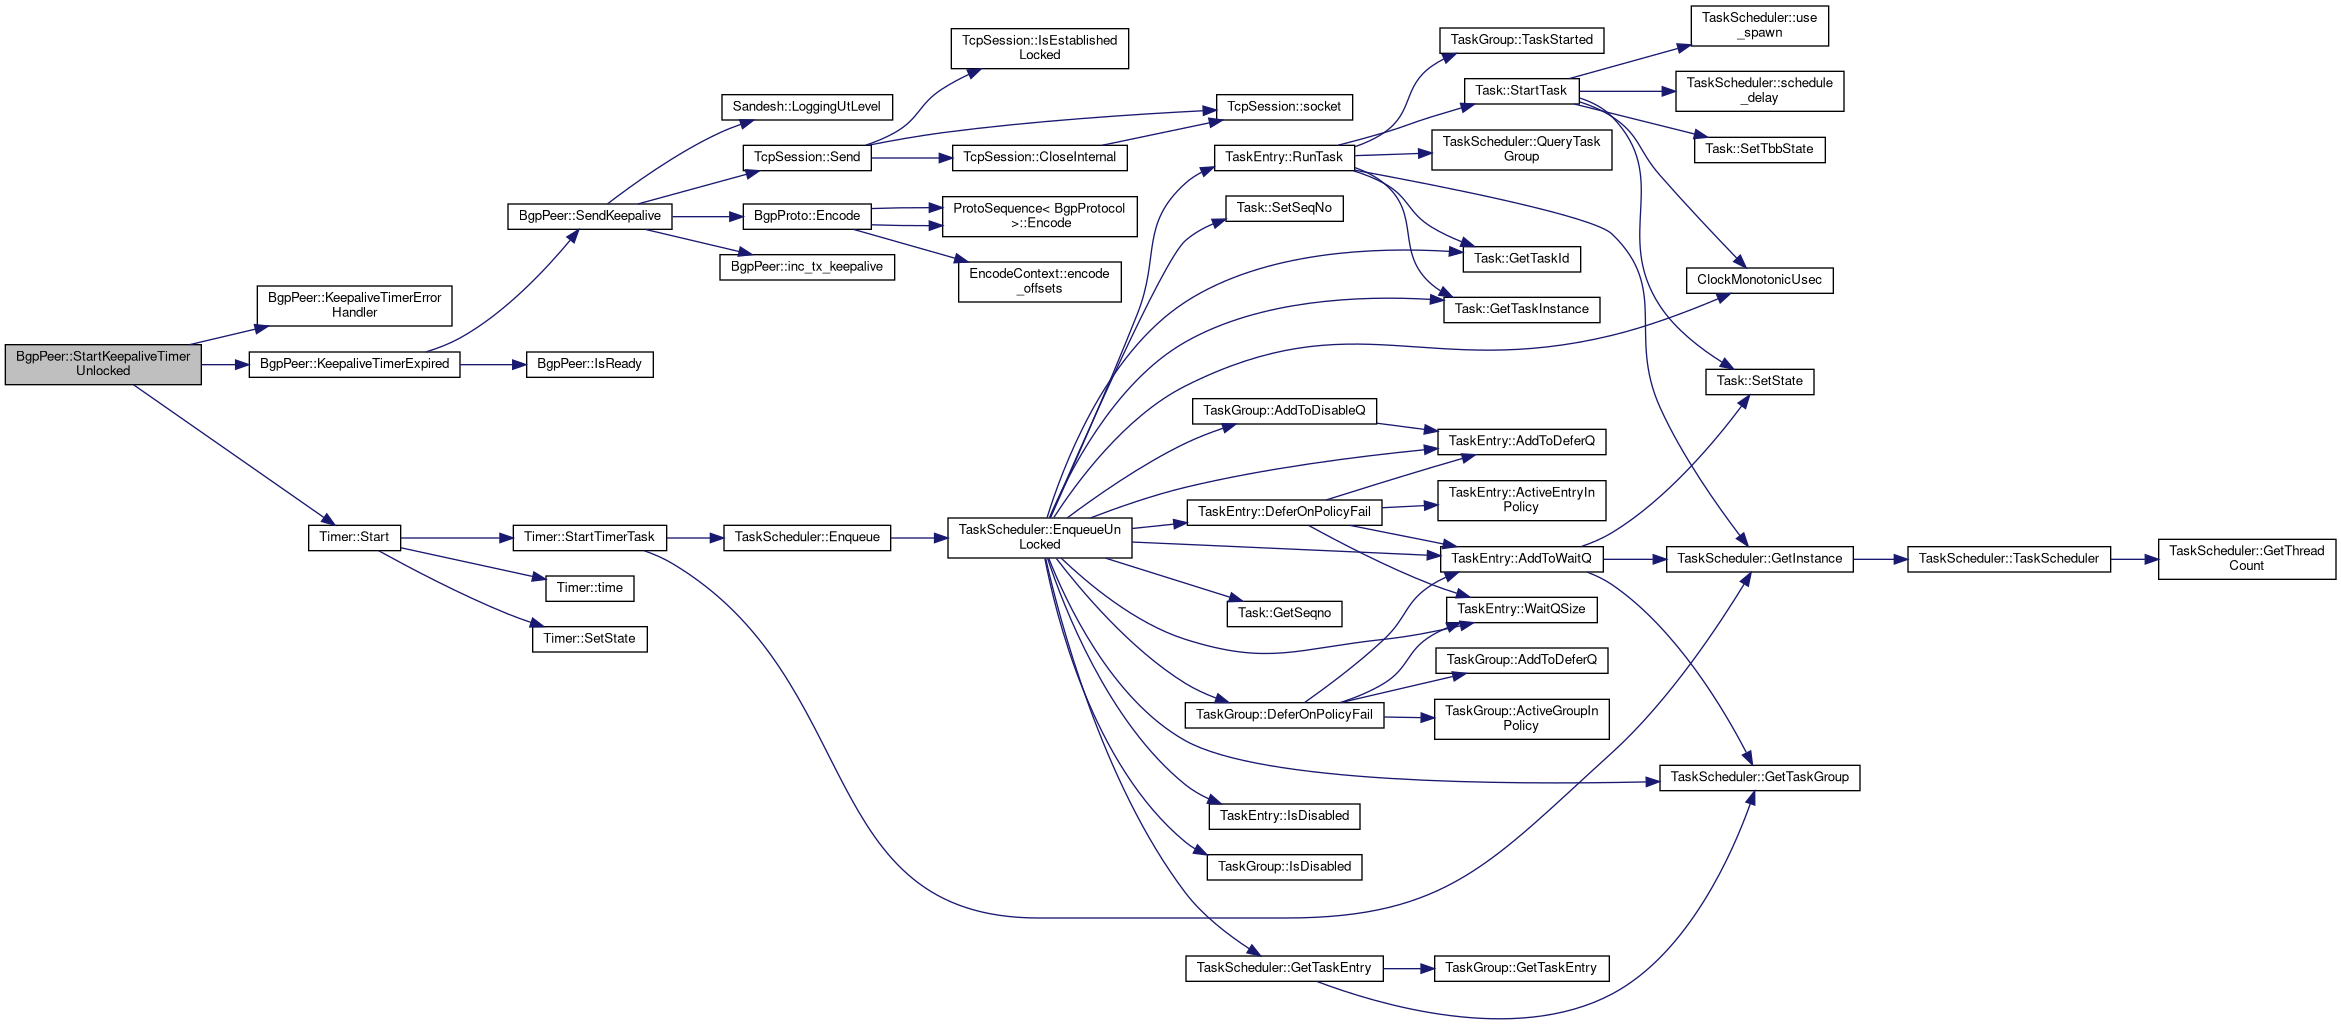 BgpPeer::StartKeepaliveTimer
Unlocked
BgpPeer::KeepaliveTimerError
Handler
BgpPeer::KeepaliveTimerExpired
Timer::Start
BgpPeer::SendKeepalive
BgpPeer::IsReady
Timer::StartTimerTask
Timer::time
Timer::SetState
Sandesh::LoggingUtLevel
TcpSession::Send
BgpProto::Encode
BgpPeer::inc_tx_keepalive
TaskScheduler::Enqueue
TcpSession::IsEstablished
Locked
TcpSession::CloseInternal
ProtoSequence< BgpProtocol
>::Encode
EncodeContext::encode
_offsets
TaskScheduler::EnqueueUn
Locked
TcpSession::socket
TaskEntry::RunTask
Task::SetSeqNo
TaskGroup::AddToDisableQ
TaskEntry::DeferOnPolicyFail
Task::GetSeqno
TaskGroup::DeferOnPolicyFail
TaskEntry::IsDisabled
TaskGroup::IsDisabled
TaskScheduler::GetTaskEntry
TaskGroup::TaskStarted
Task::StartTask
TaskScheduler::QueryTask
Group
Task::GetTaskId
Task::GetTaskInstance
TaskEntry::AddToDeferQ
TaskEntry::ActiveEntryIn
Policy
TaskEntry::AddToWaitQ
TaskEntry::WaitQSize
TaskGroup::AddToDeferQ
TaskGroup::ActiveGroupIn
Policy
TaskGroup::GetTaskEntry
TaskScheduler::use
_spawn
TaskScheduler::schedule
_delay
Task::SetTbbState
ClockMonotonicUsec
Task::SetState
TaskScheduler::GetInstance
TaskScheduler::GetTaskGroup
TaskScheduler::TaskScheduler
TaskScheduler::GetThread
Count